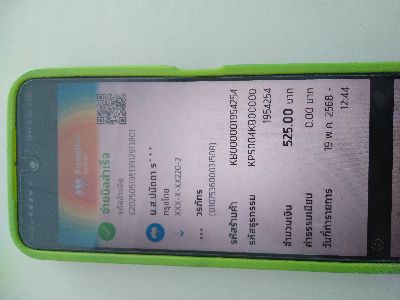 Krungthai
จ่ายบิลสำเร็จ
รหัสอ้างอิง
น.ส.ปนัดดา ร***
กรุงไทย
XXX-X-XX220-2
วรภัทร
รหัสร้านค้า KB000001954254
รหัสธุรกรรม KPS004KB00000
1954254
จำนวนเงิน 525.00 บาท
ค่าธรรมเนียม 0.00 บาท
วันที่ทำรายการ 19 พ.ค. 2568 -
12:44